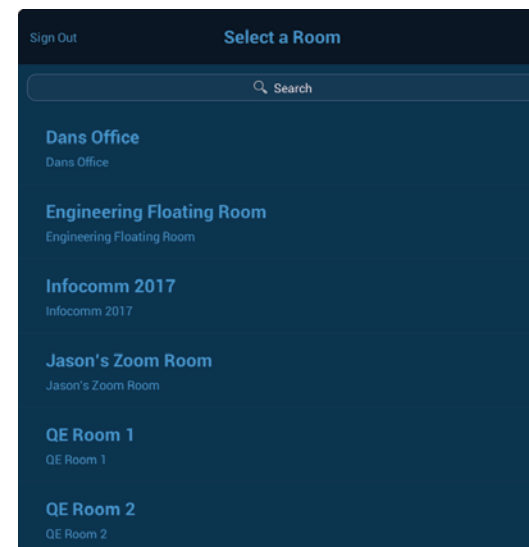 Sign Out
Select a Room
Search
Dans Office
Dans Office
Engineering Floating Room
Engineering Floating Room
Infocomm 2017
Infocomm 2017
Jason's Zoom Room
Jason's Zoom Room
QE Room 1
QE Room 1
QE Room 2
QE Room 2